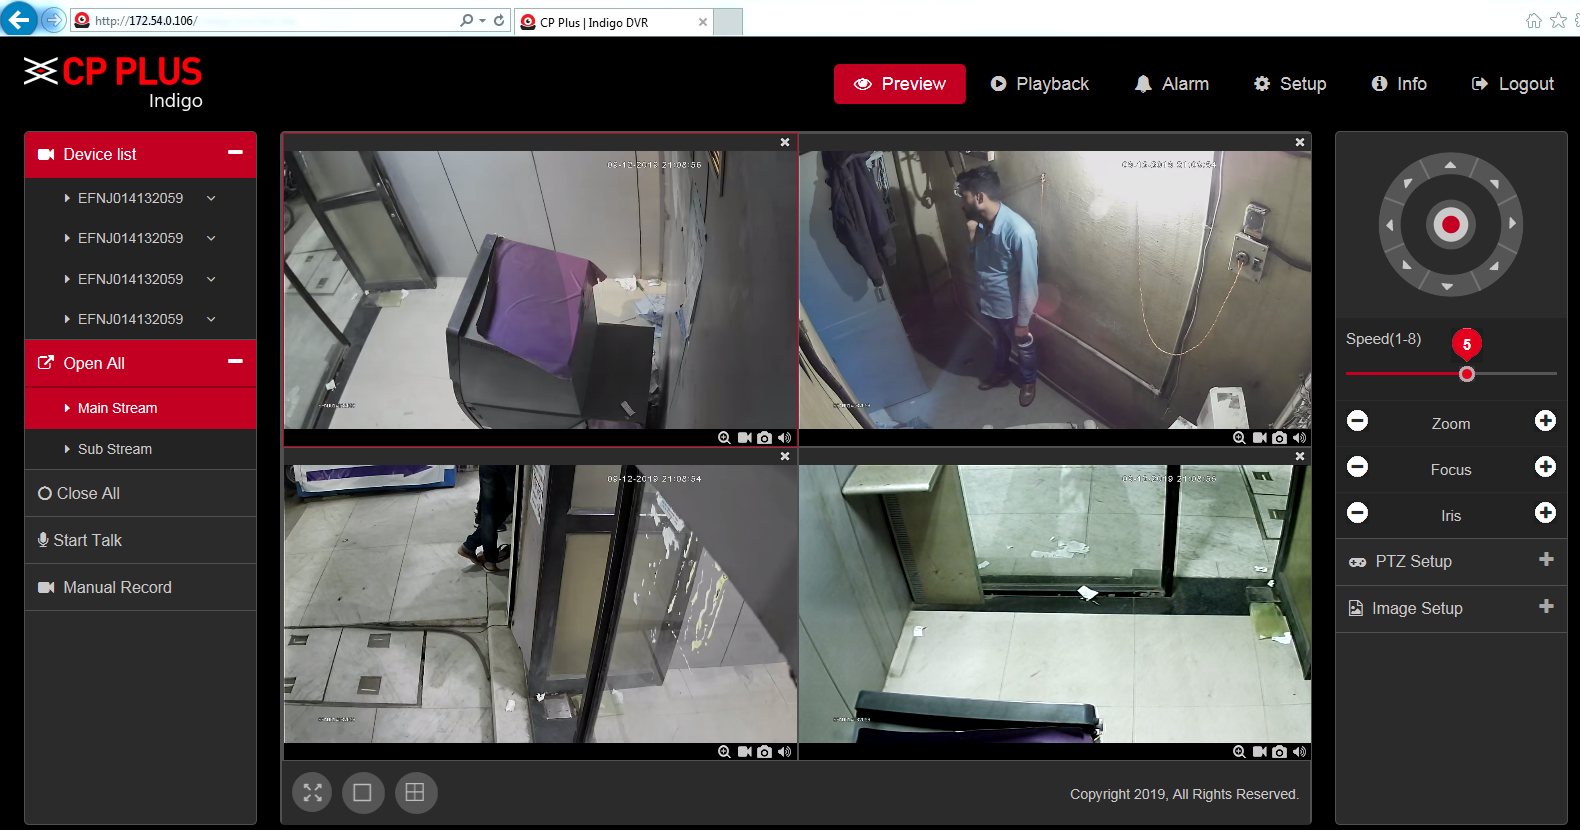 http://172.54.0.106/
CP Plus | Indigo DVR
CP PLUS
Indigo
Preview
Playback
Alarm
Setup
Info
Logout
Device list
EFNJ014132059
EFNJ014132059
EFNJ014132059
EFNJ014132059
Open All
Main Stream
Sub Stream
Close All
Start Talk
Manual Record
Speed(1-8)
5
Zoom
Focus
Iris
PTZ Setup
Image Setup
Copyright 2019, All Rights Reserved.